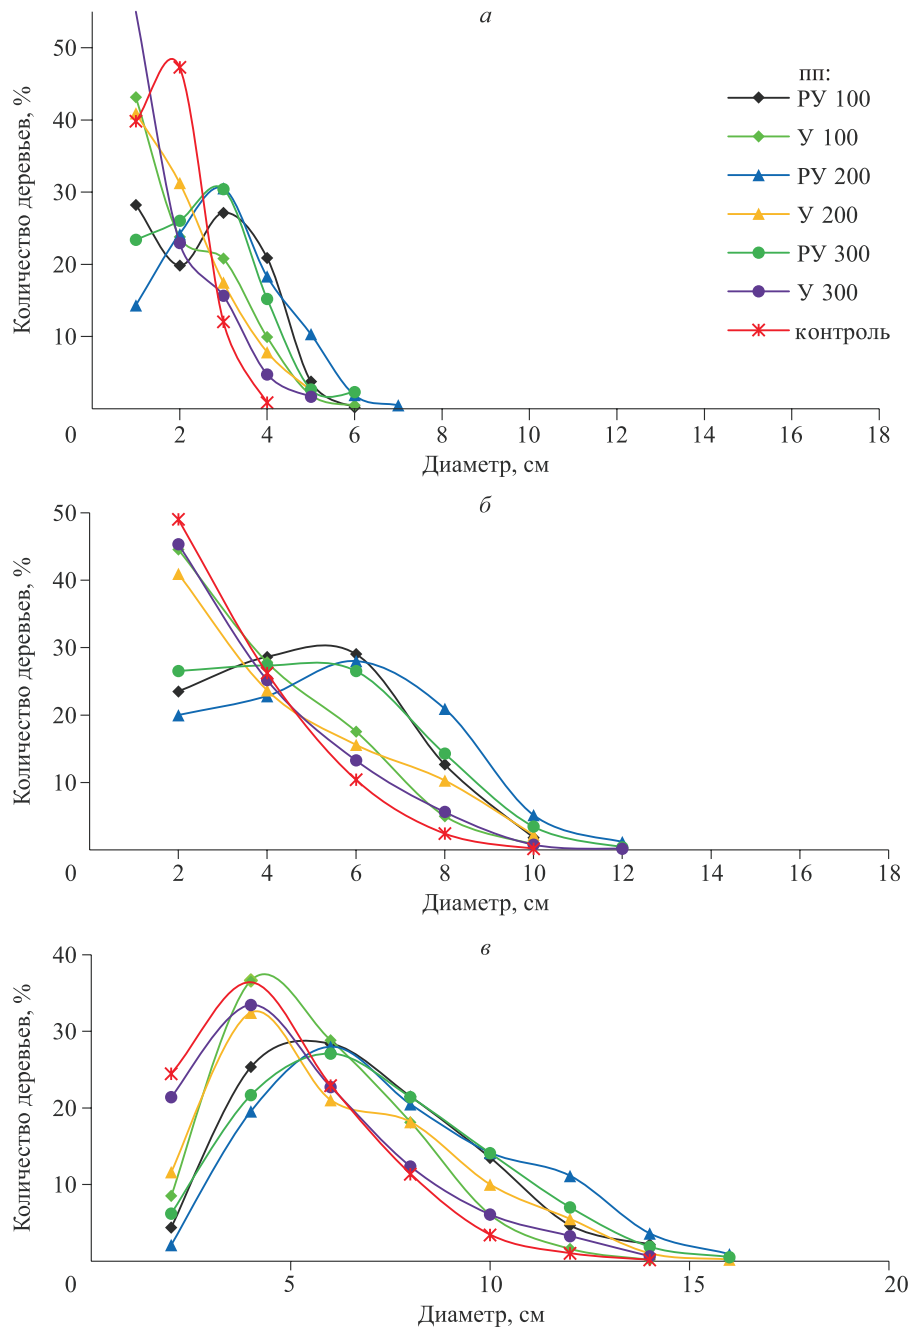 а
50
40
30
20
10
0
2 4 6 8 10 12 14 16 18
Количество деревьев, %
Диаметр, см
пп:
РУ 100
У 100
РУ 200
У 200
РУ 300
У 300
контроль
б
50
40
30
20
10
0
2 4 6 8 10 12 14 16 18
Количество деревьев, %
Диаметр, см
в
40
30
20
10
0
5 10 15 20
Количество деревьев, %
Диаметр, см